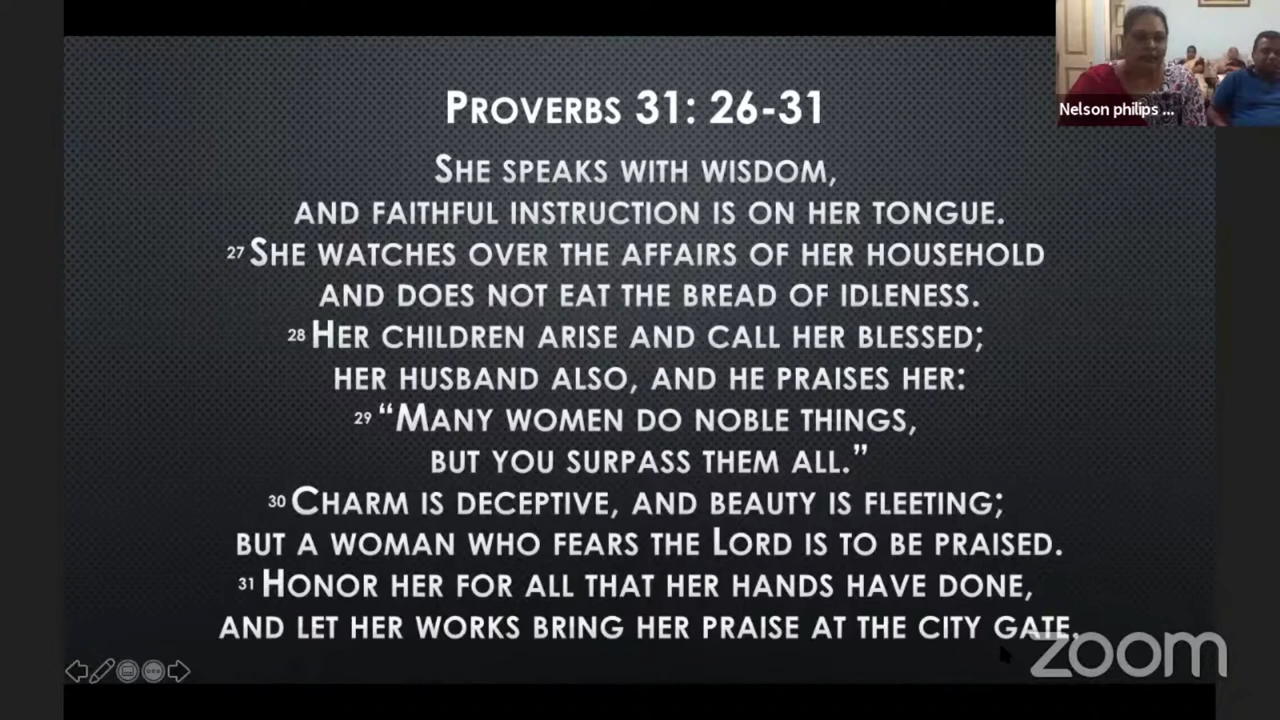 PROVERBS 31: 26-31
SHE SPEAKS WITH WISDOM,
AND FAITHFUL INSTRUCTION IS ON HER TONGUE.
27 SHE WATCHES OVER THE AFFAIRS OF HER HOUSEHOLD
AND DOES NOT EAT THE BREAD OF IDLENESS.
28 HER CHILDREN ARISE AND CALL HER BLESSED;
HER HUSBAND ALSO, AND HE PRAISES HER:
29 “MANY WOMEN DO NOBLE THINGS,
BUT YOU SURPASS THEM ALL.”
30 CHARM IS DECEPTIVE, AND BEAUTY IS FLEETING;
BUT A WOMAN WHO FEARS THE LORD IS TO BE PRAISED.
31 HONOR HER FOR ALL THAT HER HANDS HAVE DONE,
AND LET HER WORKS BRING HER PRAISE AT THE CITY GATE.
Nelson philips ...
zoom